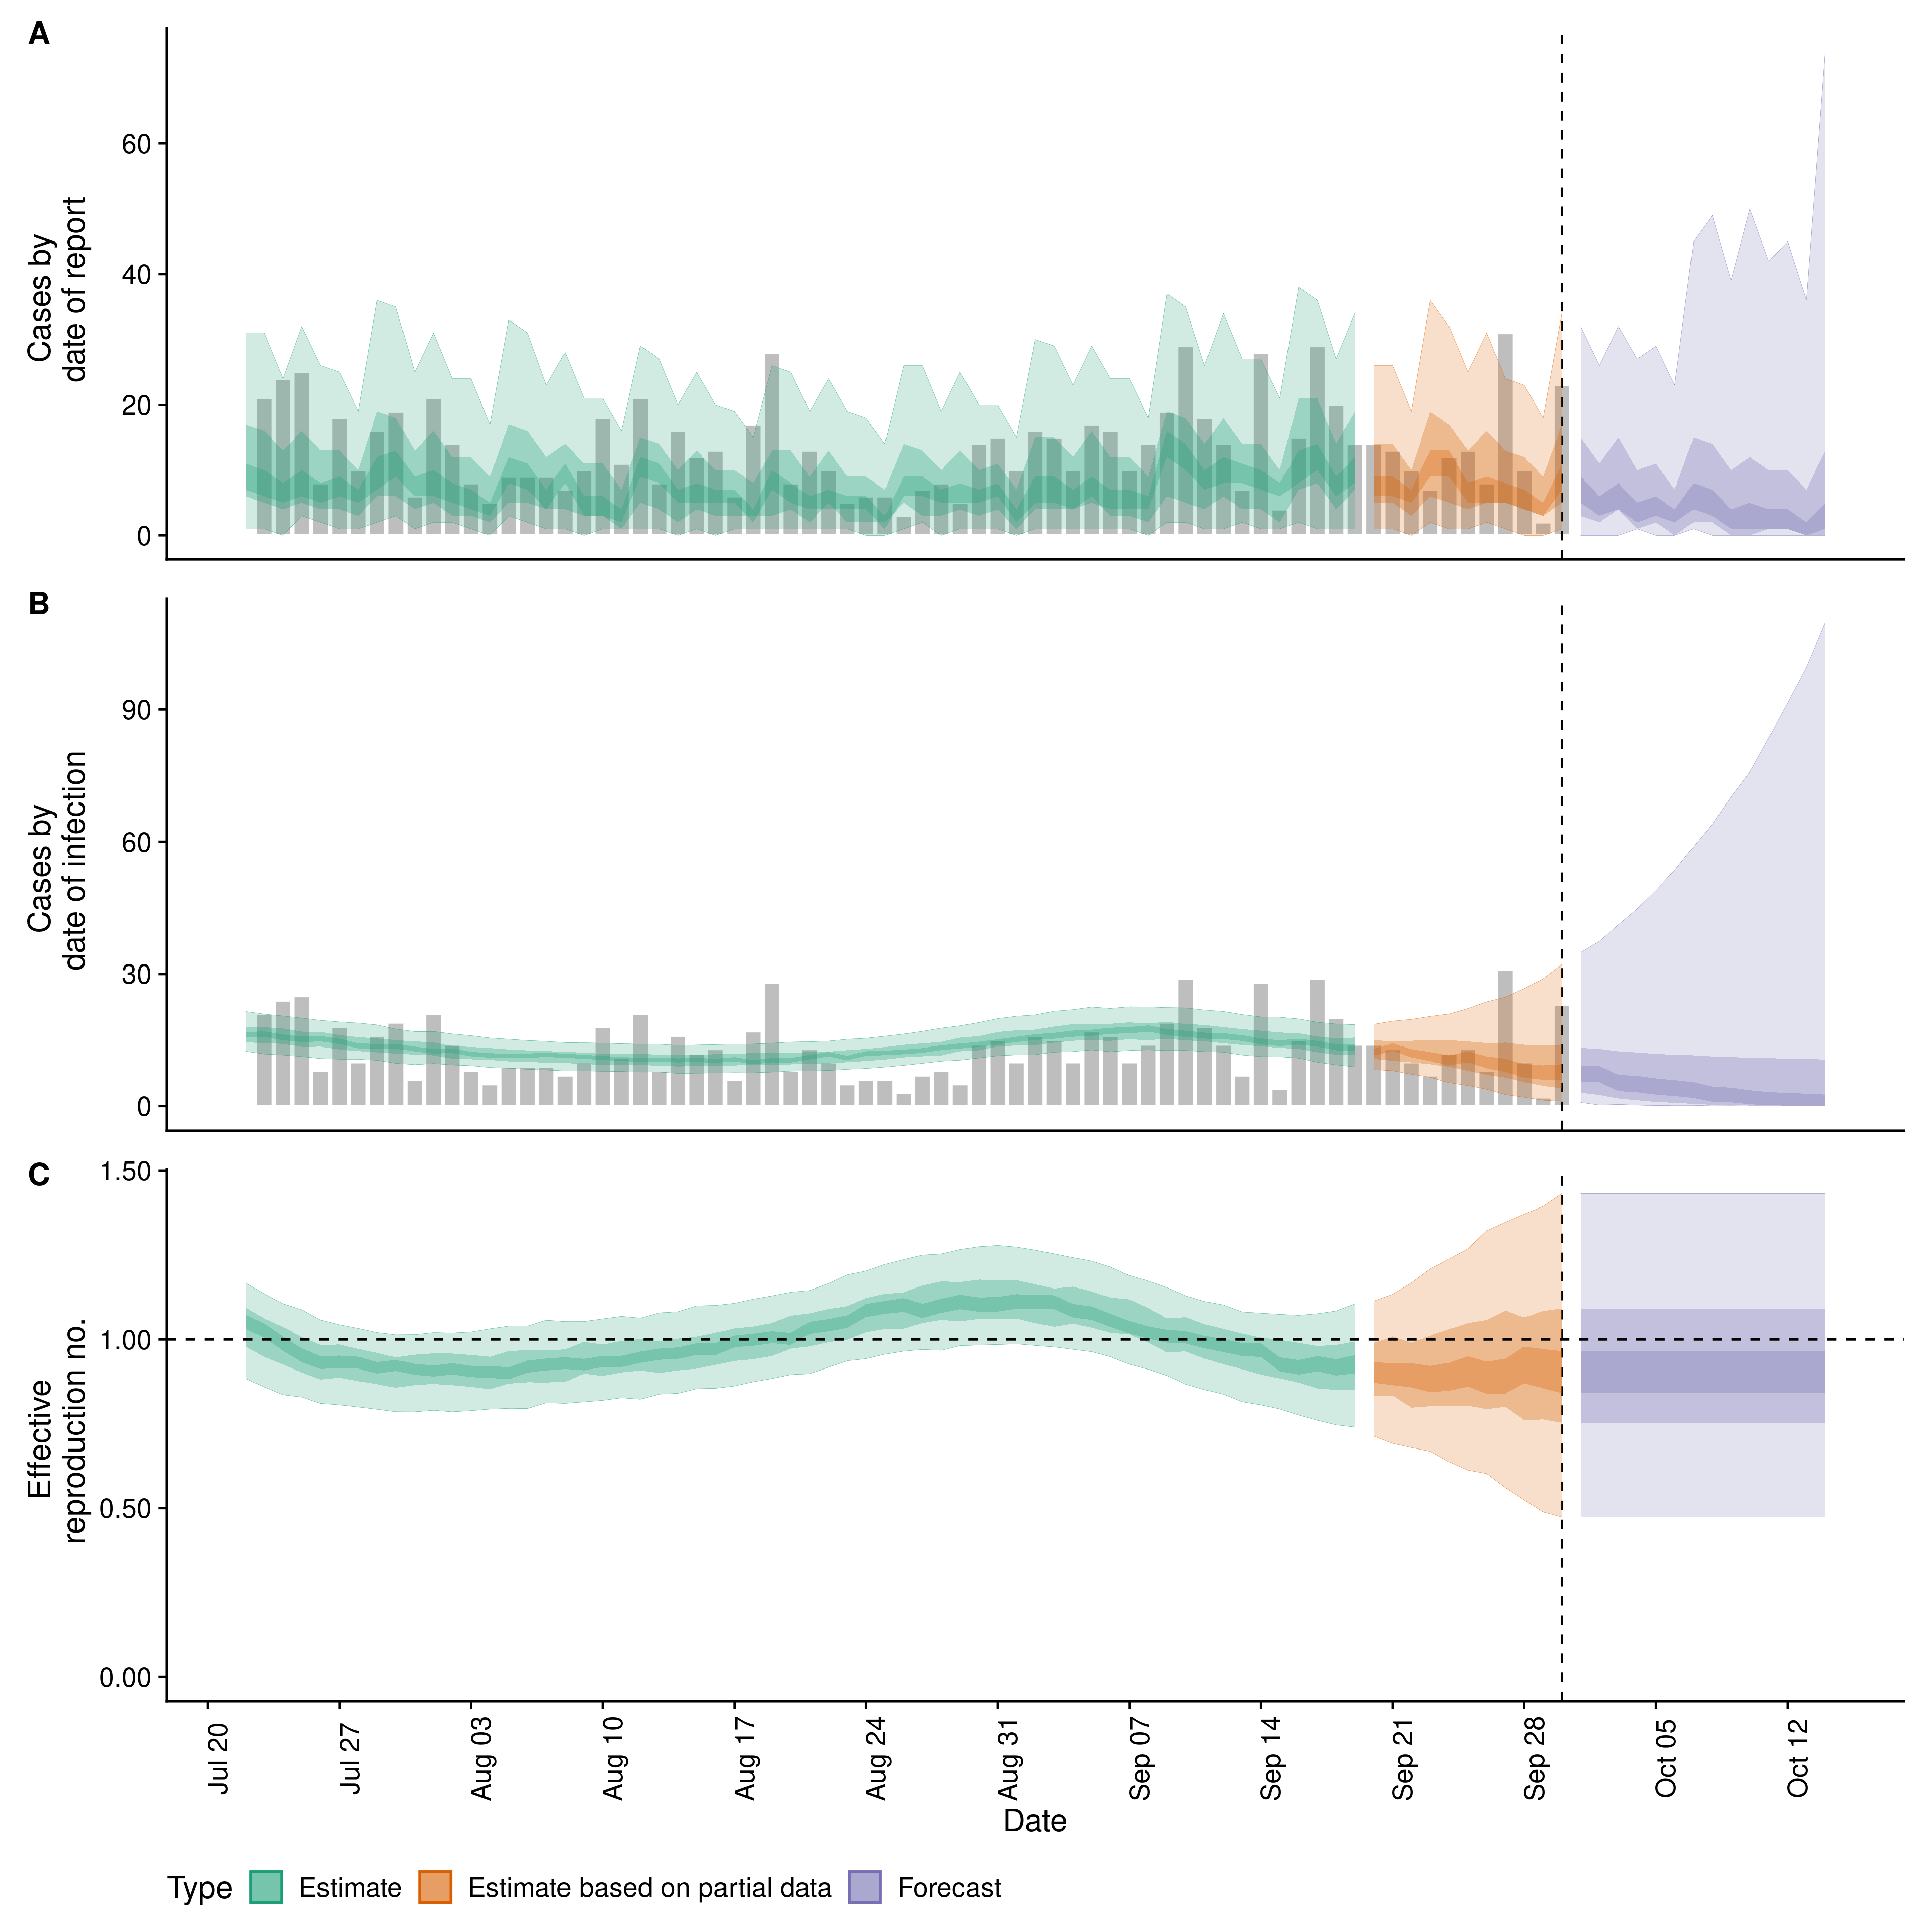 A
Cases by
date of report
60
40
20
0
B
Cases by
date of infection
90
60
30
0
C
Effective
reproduction no.
1.50
1.00
0.50
0.00
Jul 20
Jul 27
Aug 03
Aug 10
Aug 17
Aug 24
Aug 31
Sep 07
Sep 14
Sep 21
Sep 28
Oct 05
Oct 12
Date
Type Estimate Estimate based on partial data Forecast